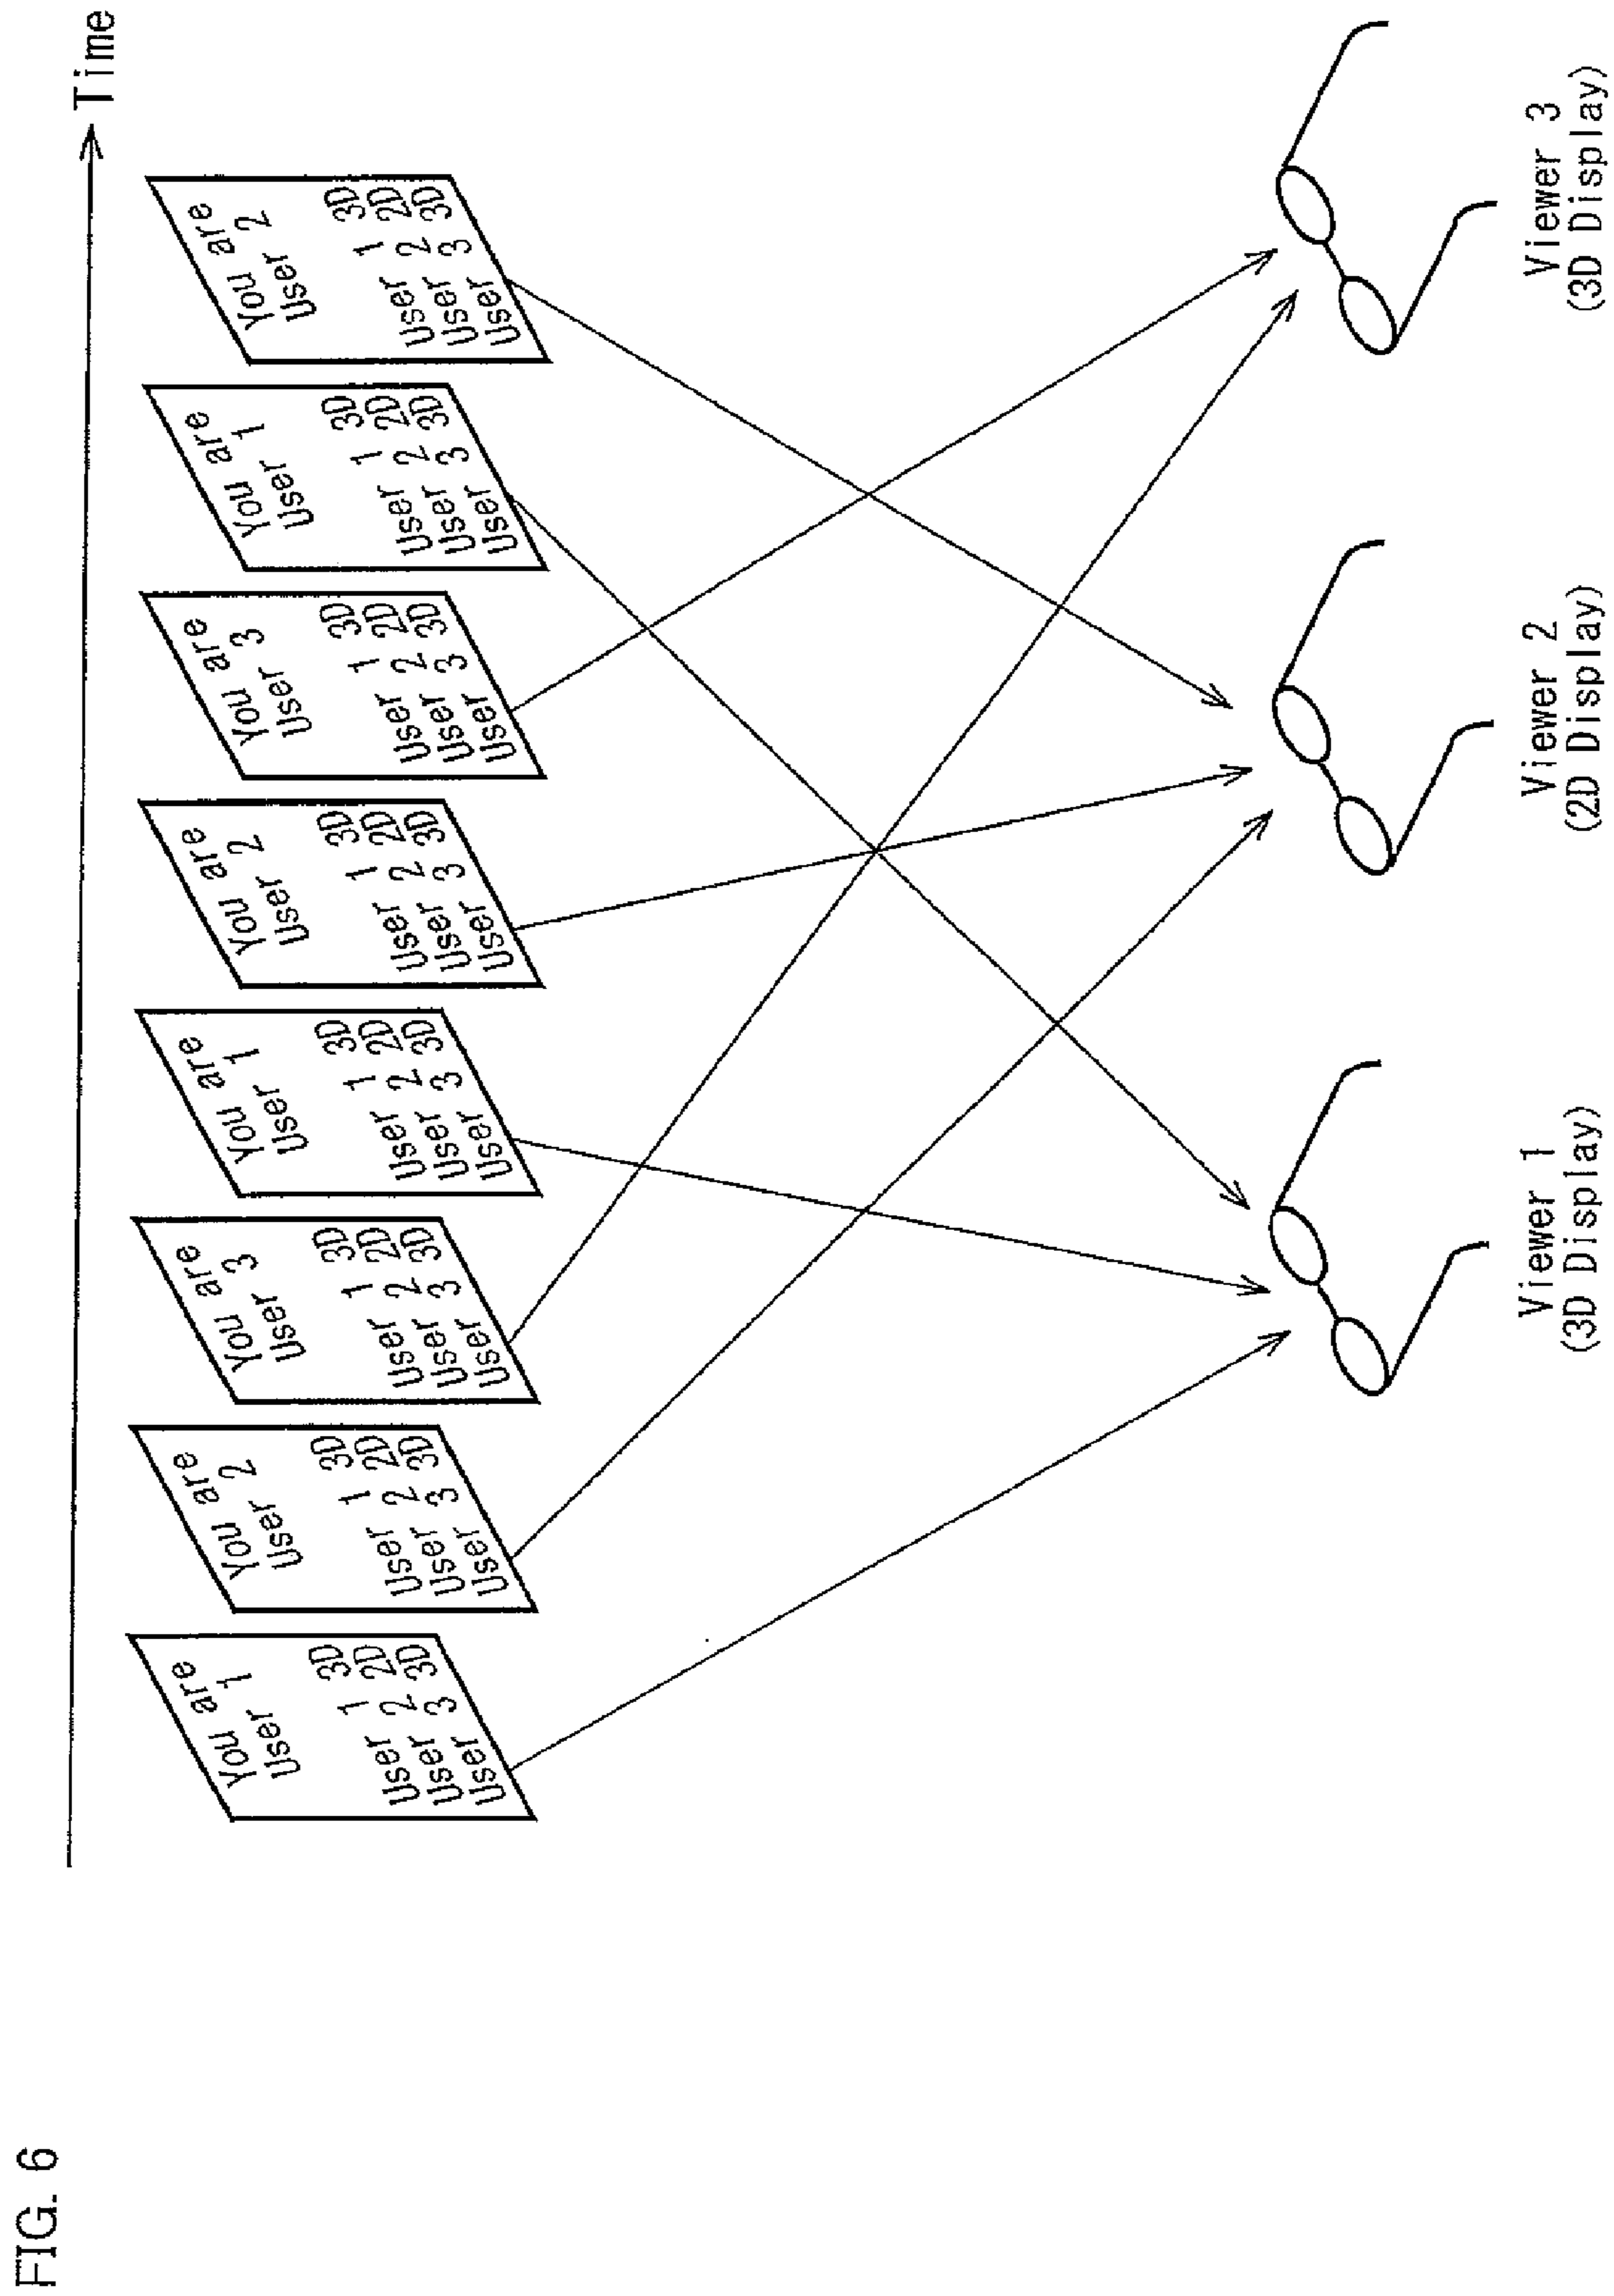 FIG. 6
Time
You are
User 1
User 1 3D
User 2 2D
User 3 3D
You are
User 2
User 1 3D
User 2 2D
User 3 3D
You are
User 3
User 1 3D
User 2 2D
User 3 3D
You are
User 1
User 1 3D
User 2 2D
User 3 3D
You are
User 2
User 1 3D
User 2 2D
User 3 3D
You are
User 3
User 1 3D
User 2 2D
User 3 3D
You are
User 1
User 1 3D
User 2 2D
User 3 3D
You are
User 2
User 1 3D
User 2 2D
User 3 3D
Viewer 1
(3D Display)
Viewer 2
(2D Display)
Viewer 3
(3D Display)